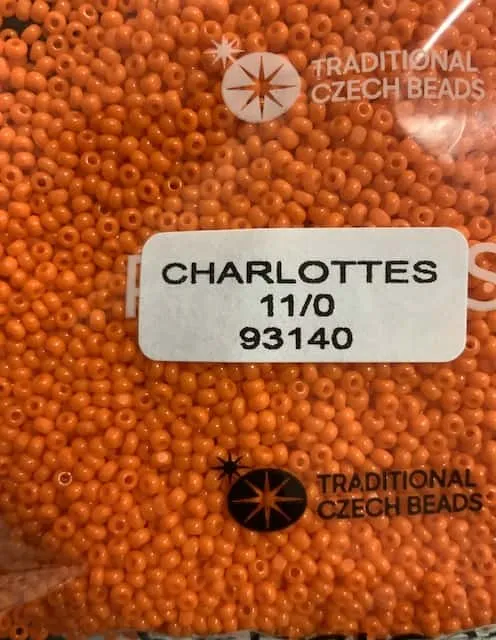 TRADITIONAL
CZECH BEADS
CHARLOTTES
11/0
93140
TRADITIONAL
CZECH BEADS